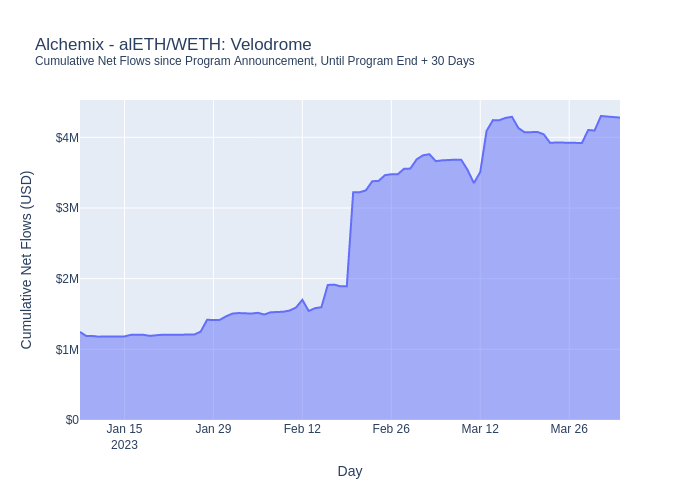 Alchemix - alETH/WETH: Velodrome
Cumulative Net Flows since Program Announcement, Until Program End + 30 Days
Cumulative Net Flows (USD)
$4M
$3M
$2M
$1M
$0
Jan 15
2023
Jan 29
Feb 12
Feb 26
Mar 12
Mar 26
Day